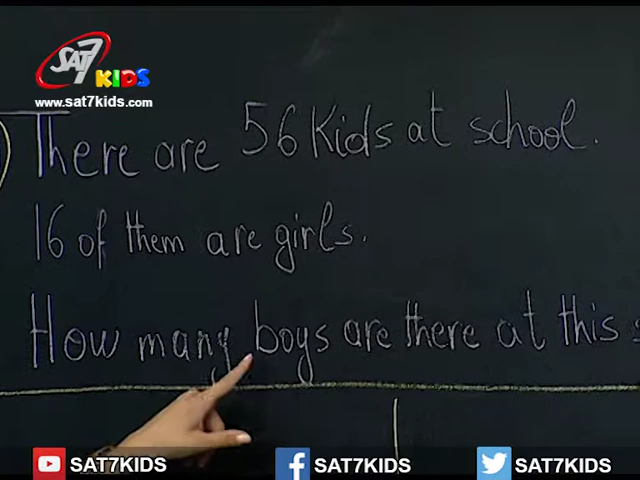 SAT7 KIDS
www.sat7kids.com
There are 56 Kids at school.
16 of them are girls.
How many boys are there at this
SAT7KIDS SAT7KIDS SAT7KIDS